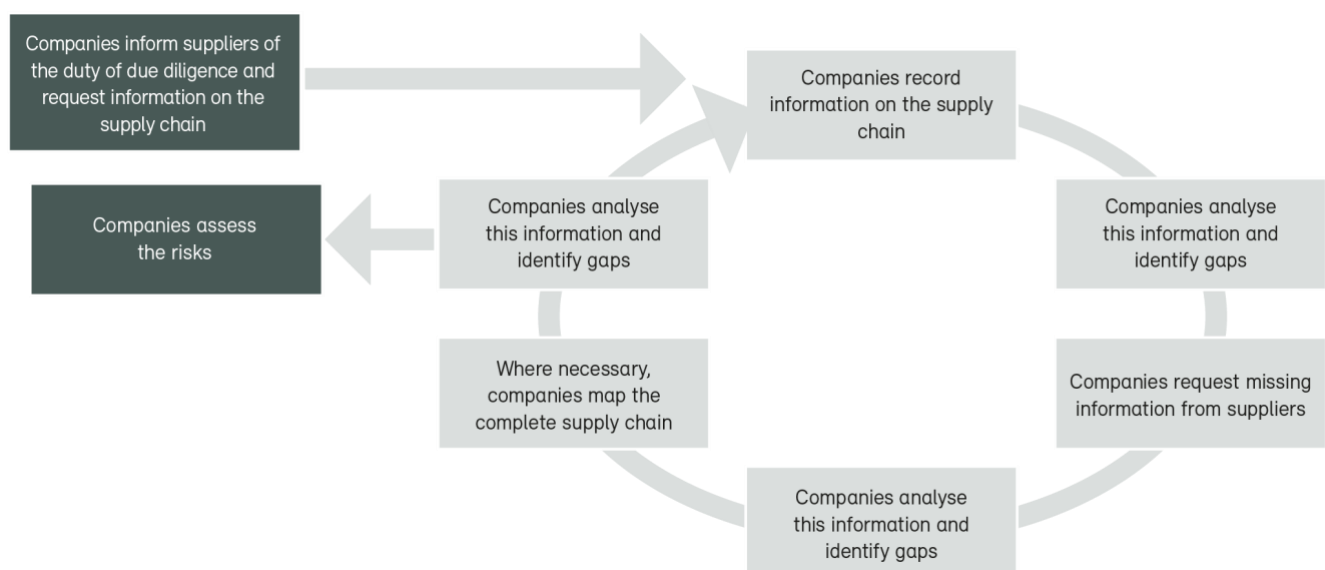 Companies inform suppliers of
the duty of due diligence and
request information on the
supply chain
Companies record
information on the supply
chain
Companies assess
the risks
Companies analyse
this information and
identify gaps
Companies analyse
this information and
identify gaps
Where necessary,
companies map the
complete supply chain
Companies request missing
information from suppliers
Companies analyse
this information and
identify gaps